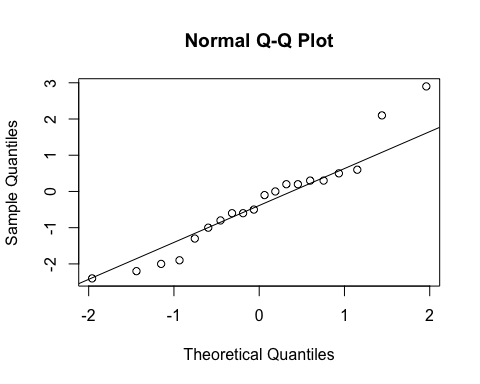 Normal Q-Q Plot
3
2
1
0
-1
-2
Sample Quantiles
-2 -1 0 1 2
Theoretical Quantiles